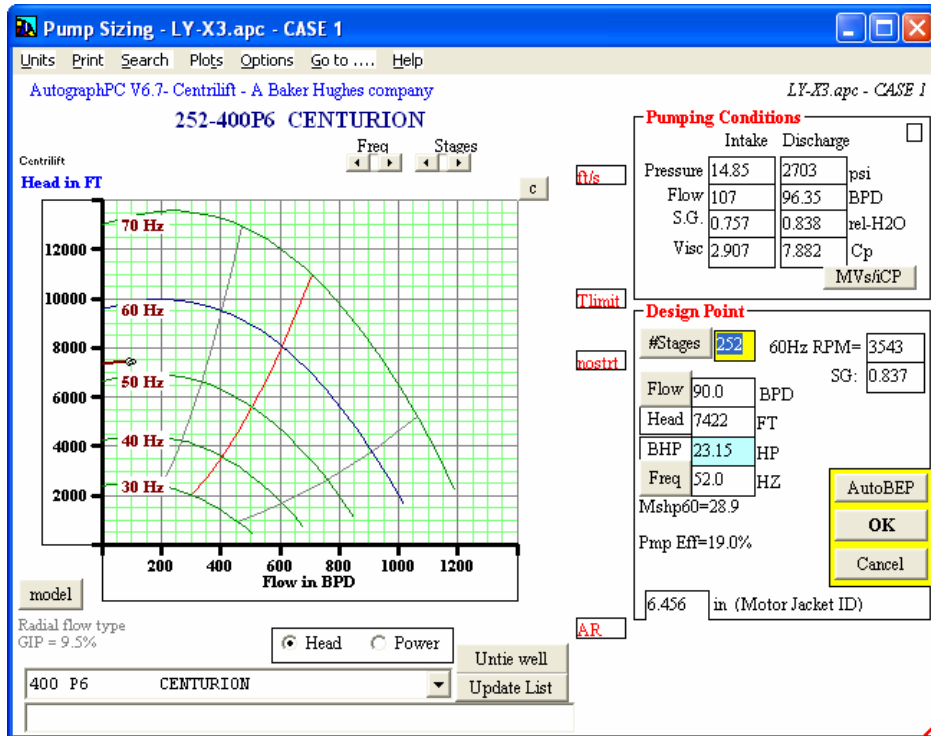 Pump Sizing - LY-X3.apc - CASE 1
Units Print Search Plots Options Go to .... Help
AutographPC V6.7- Centrilift - A Baker Hughes company
LY-X3.apc - CASE 1
252-400P6 CENTURION
Freq Stages
Centrilift
Head in FT
c
70 Hz
60 Hz
50 Hz
40 Hz
30 Hz
12000
10000
8000
6000
4000
2000
200 400 600 800 1000 1200
Flow in BPD
ft/s
Tlimit
nostrt
AR
Pumping Conditions
Intake Discharge
Pressure 14.85 2703 psi
Flow 107 96.35 BPD
S.G. 0.757 0.838 rel-H2O
Visc 2.907 7.882 Cp
MVs/iCP
Design Point
#Stages 252 60Hz RPM= 3543
SG: 0.837
Flow 90.0 BPD
Head 7422 FT
BHP 23.15 HP
Freq 52.0 HZ
Mshp60=28.9
Pmp Eff=19.0%
AutoBEP
OK
Cancel
6.456 in (Motor Jacket ID)
model
Radial flow type
GIP = 9.5%
Head Power
Untie well
400 P6 CENTURION
Update List